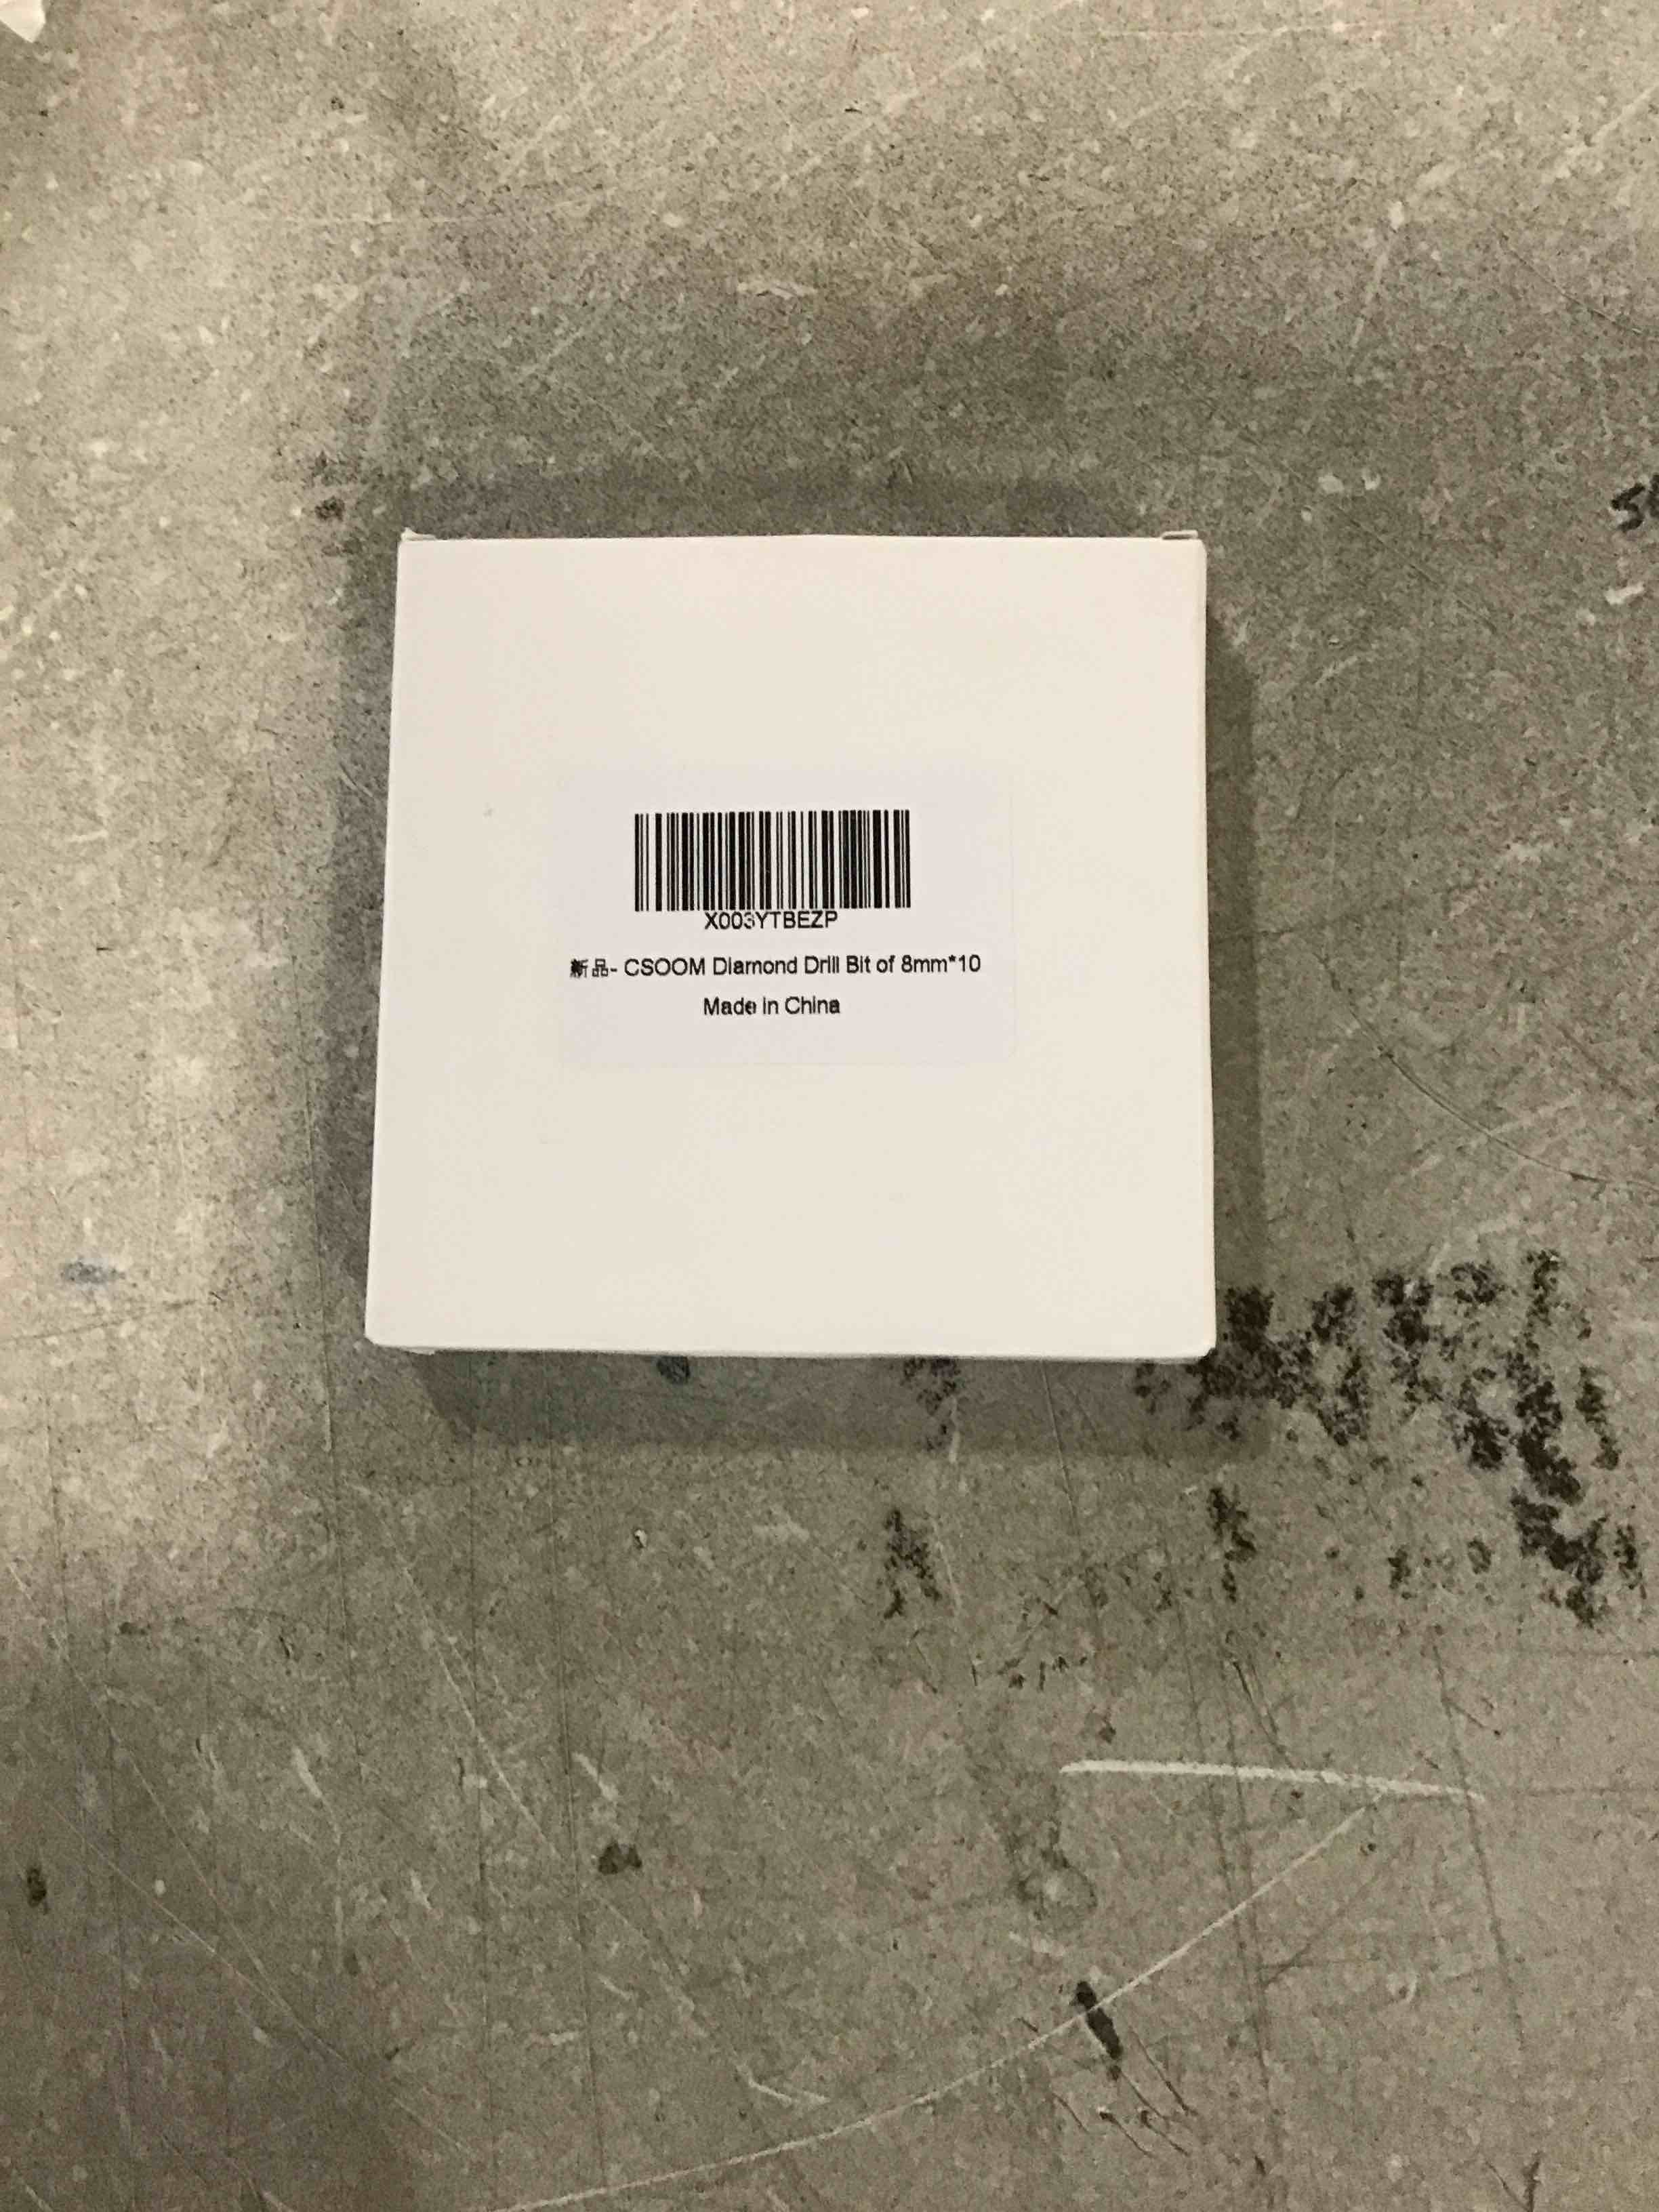 X003YTBEZP
新品- CSOOM Diamond Drill Bit of 8mm*10
Made in China